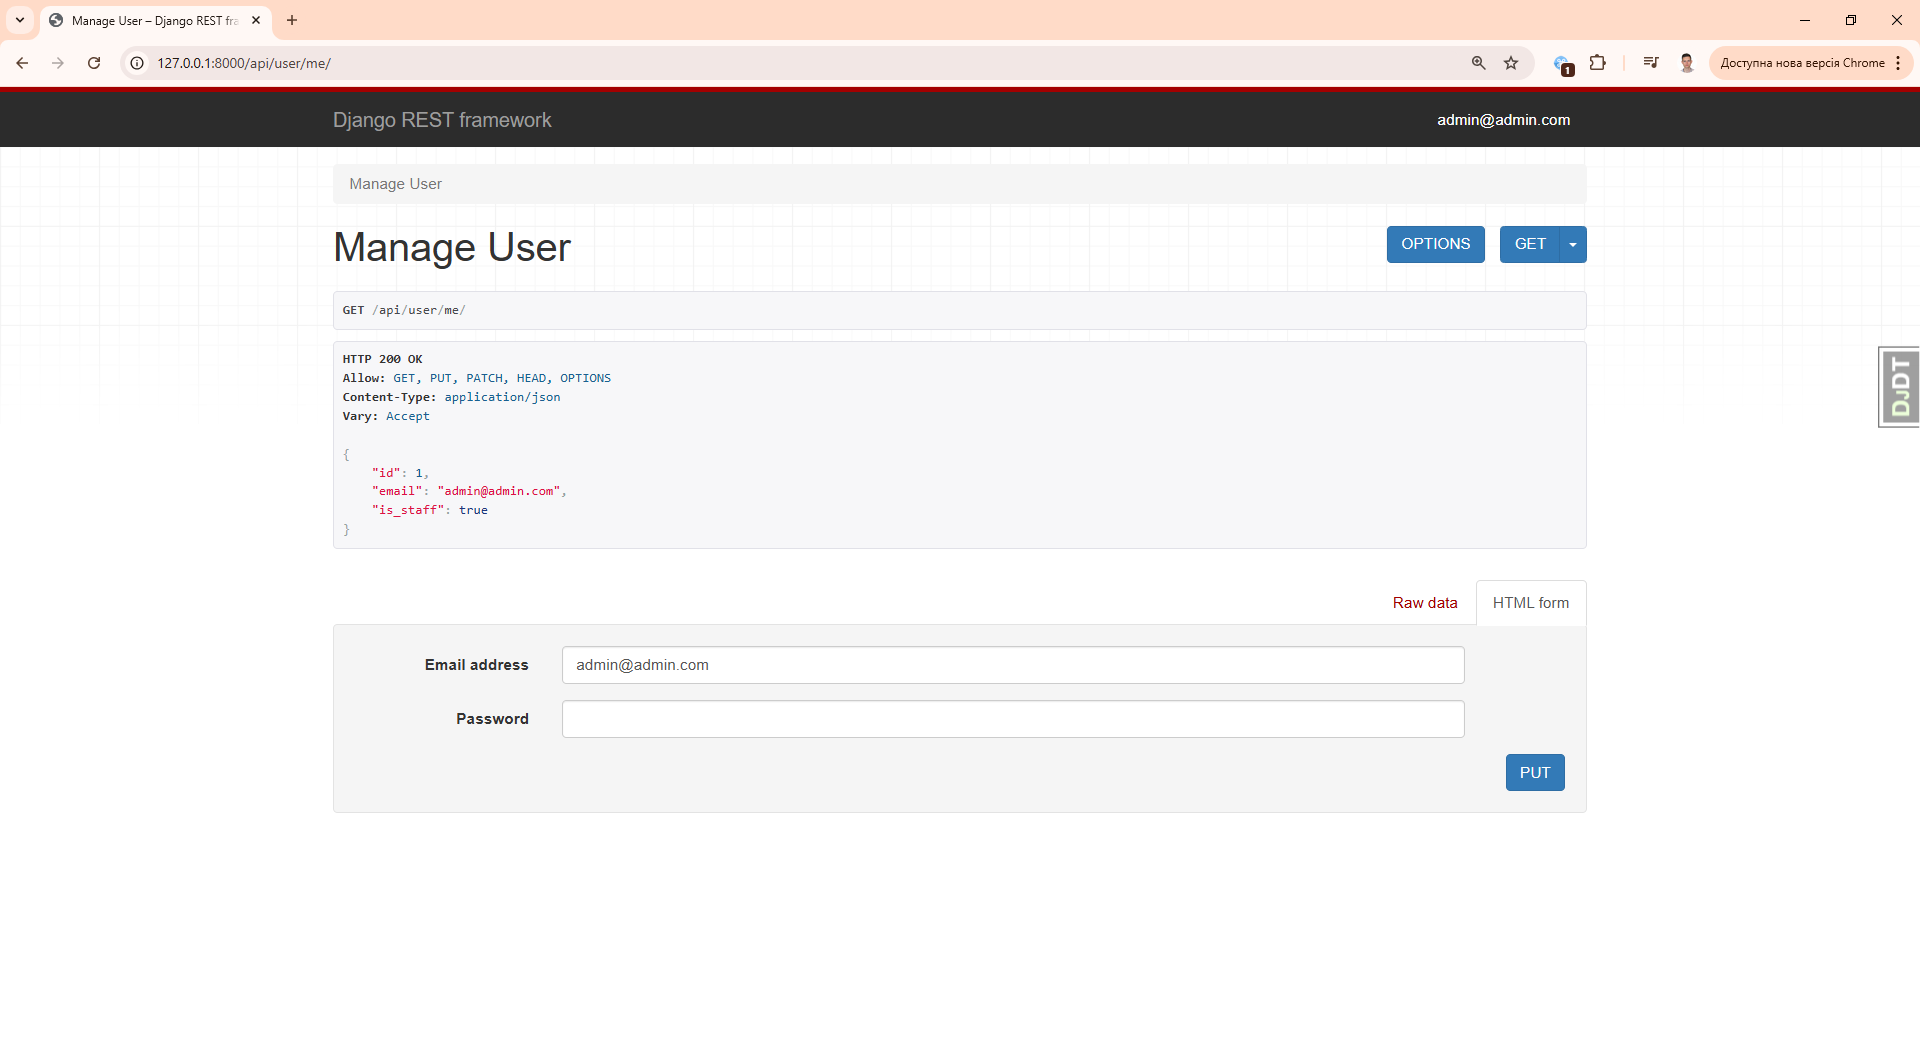 Manage User – Django REST fra
127.0.0.1:8000/api/user/me/
1
Доступна нова версія Chrome
Django REST framework
admin@admin.com
Manage User
Manage User
OPTIONS
GET
GET /api/user/me/
HTTP 200 OK
Allow: GET, PUT, PATCH, HEAD, OPTIONS
Content-Type: application/json
Vary: Accept
{
"id": 1,
"email": "admin@admin.com",
"is_staff": true
}
DJDT
Raw data
HTML form
Email address
admin@admin.com
Password
PUT